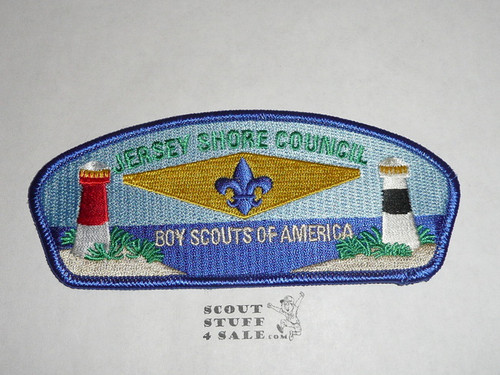 JERSEY SHORE COUNCIL
BOY SCOUTS OF AMERICA
SCOUT
STUFF
4 SALE.COM